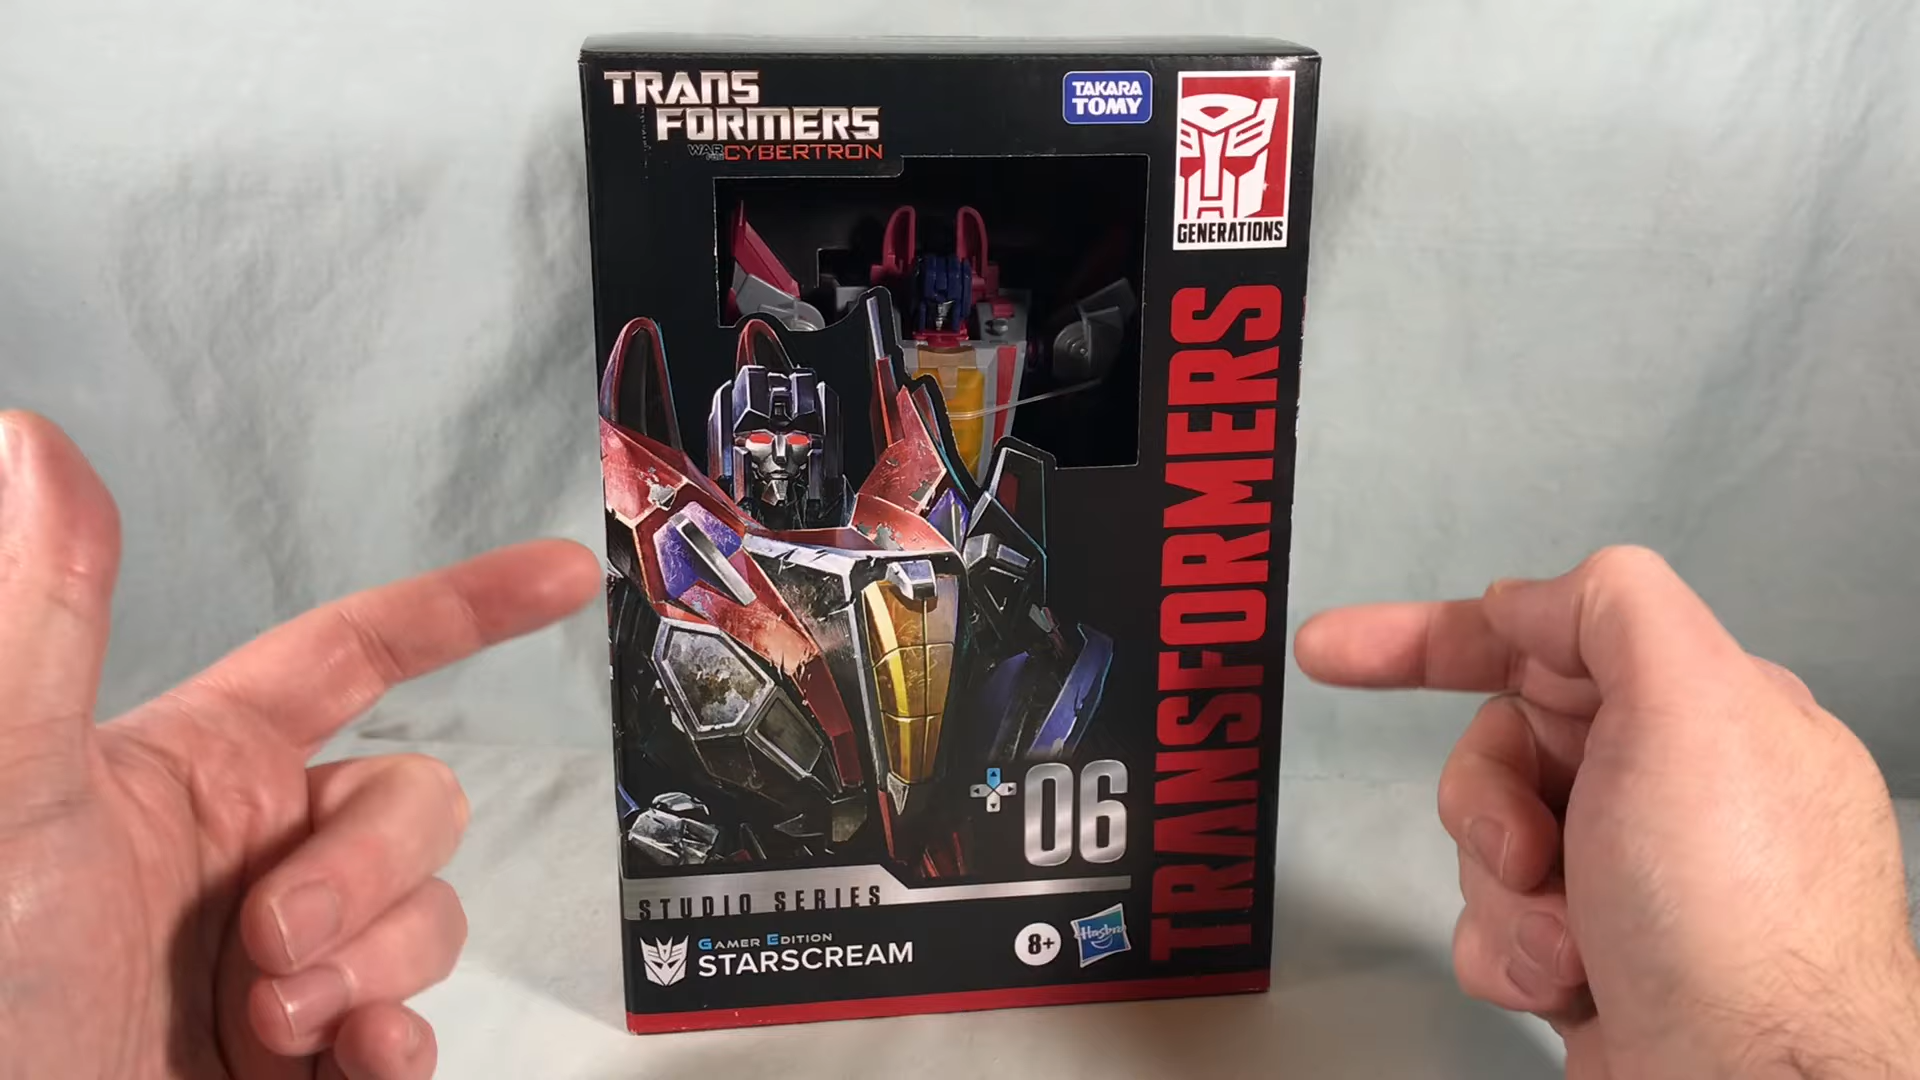 TRANS
FORMERS
WAR FOR CYBERTRON
TAKARA
TOMY
GENERATIONS
TRANSFORMERS
06
STUDIO SERIES
GAMER EDITION
STARSCREAM
8+
Hasbro